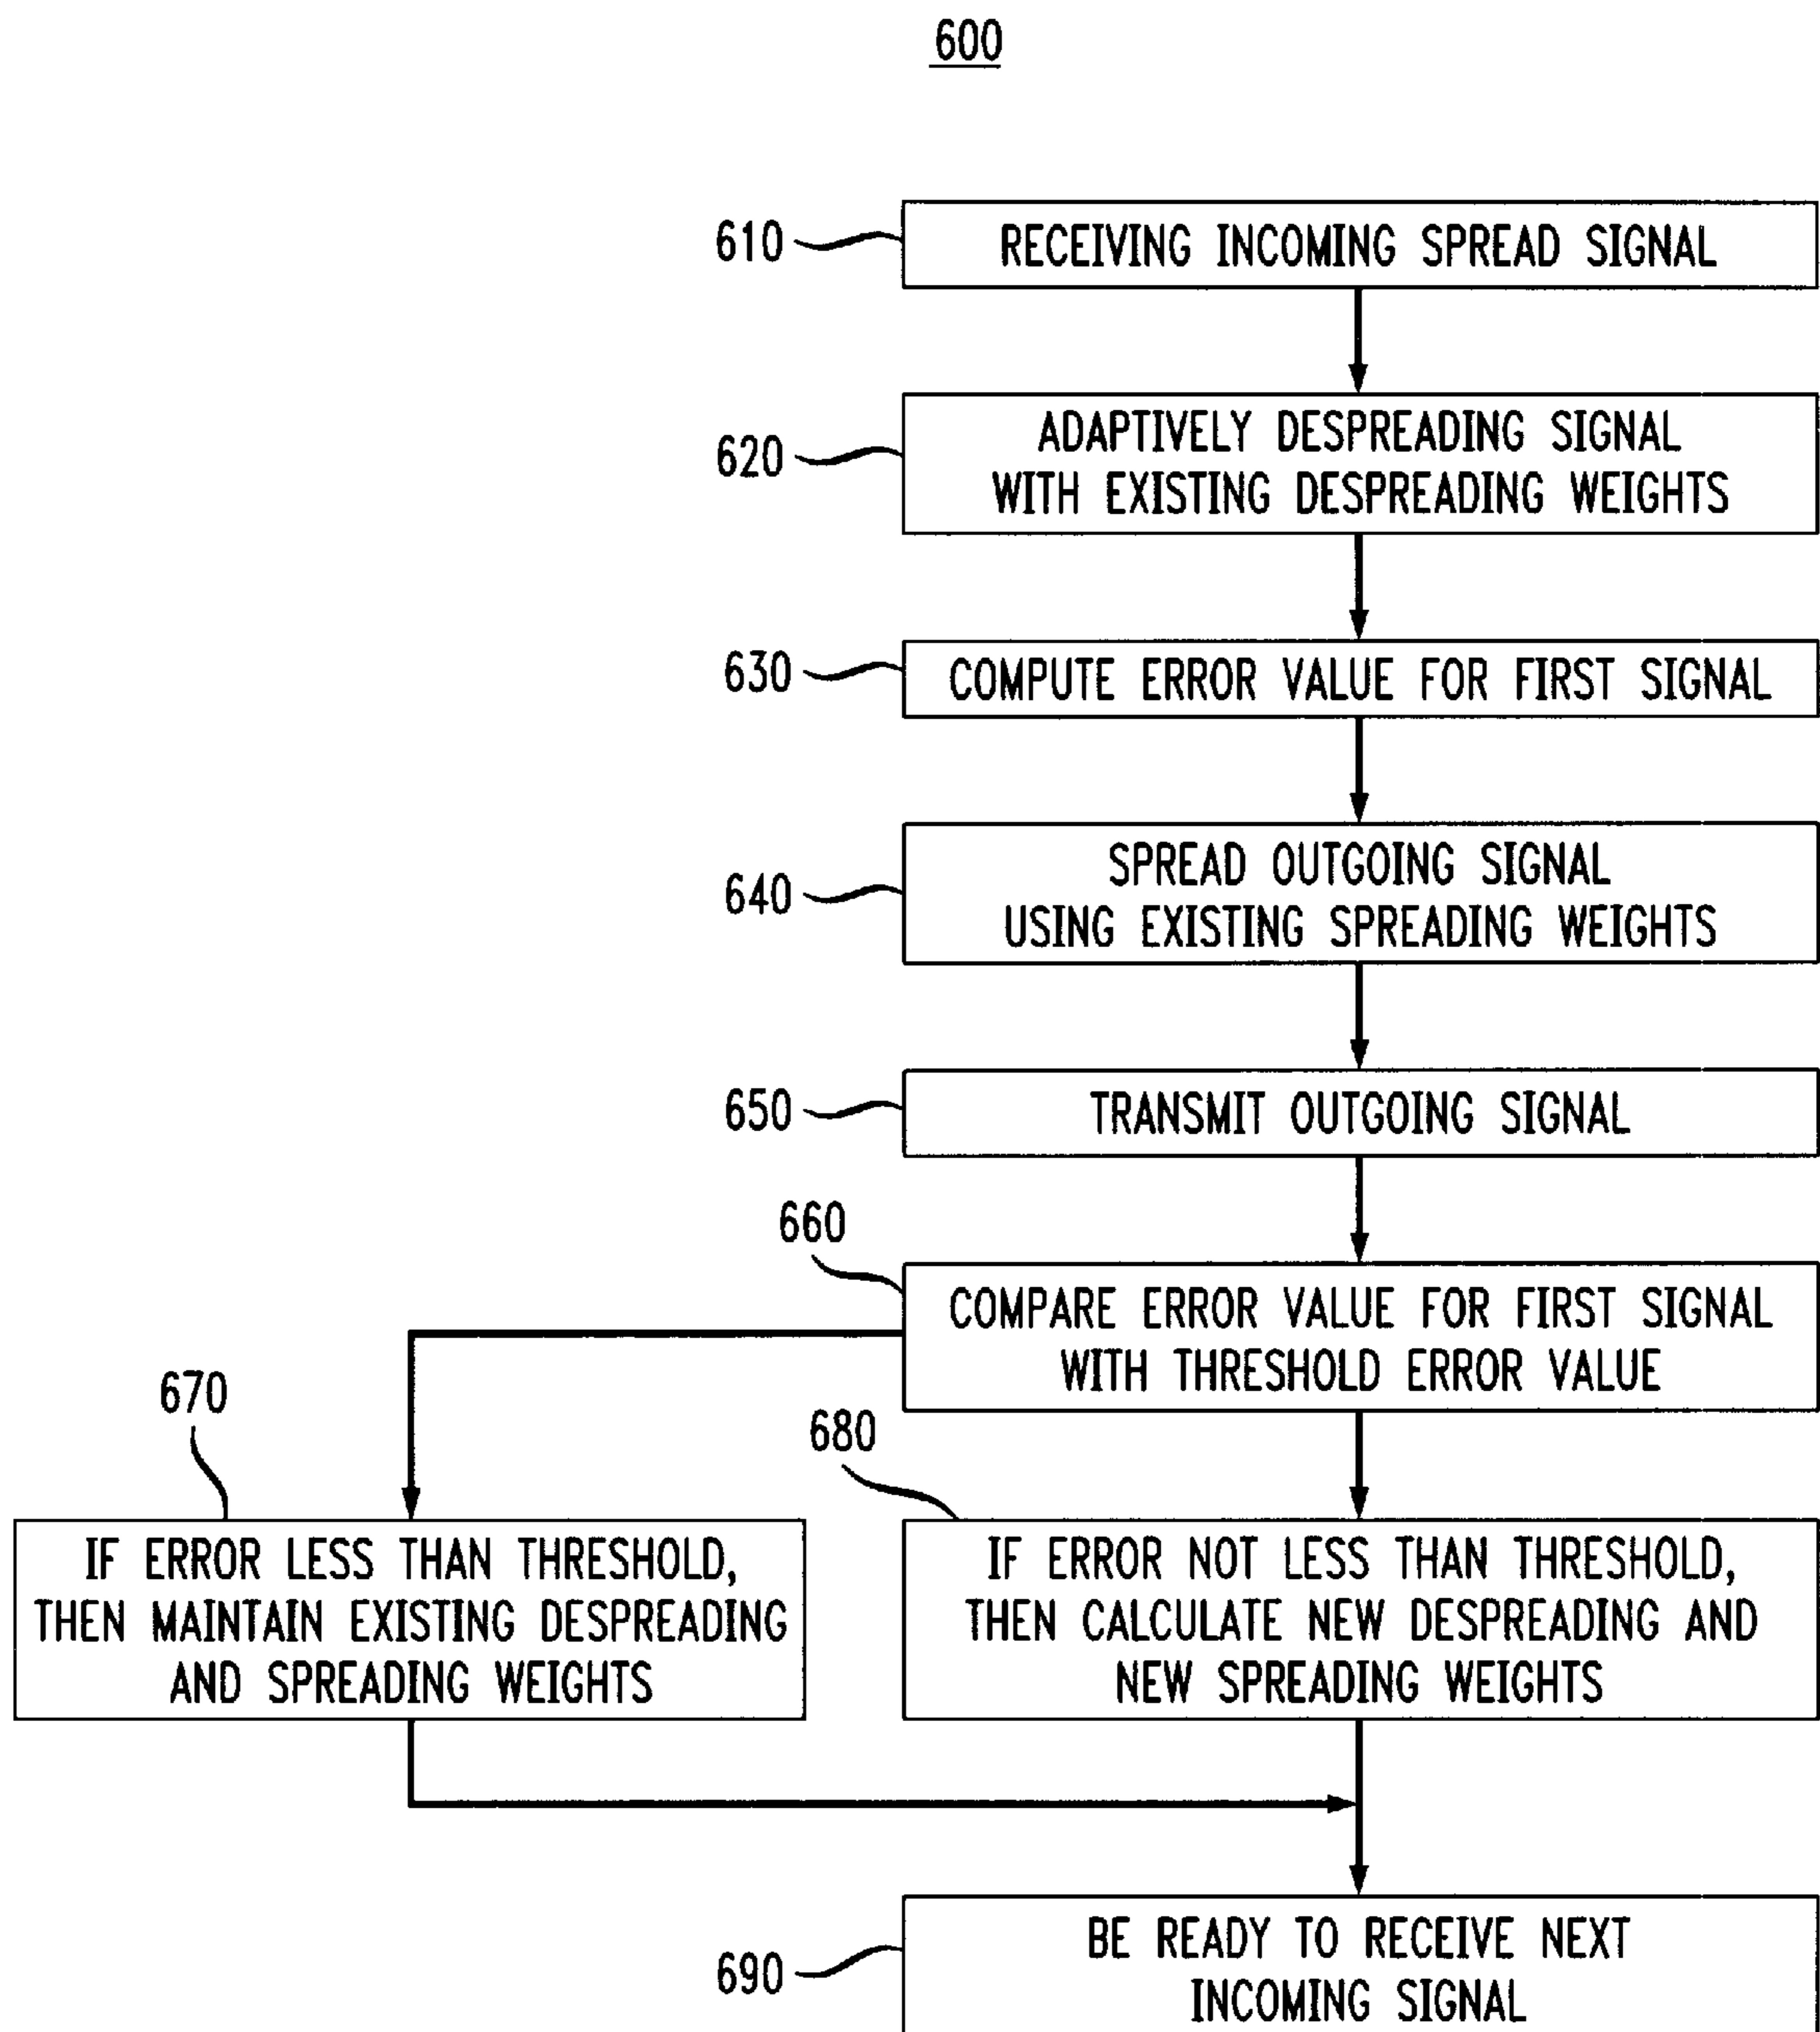 600
610
RECEIVING INCOMING SPREAD SIGNAL
620
ADAPTIVELY DESPREADING SIGNAL
WITH EXISTING DESPREADING WEIGHTS
630
COMPUTE ERROR VALUE FOR FIRST SIGNAL
640
SPREAD OUTGOING SIGNAL
USING EXISTING SPREADING WEIGHTS
650
TRANSMIT OUTGOING SIGNAL
660
COMPARE ERROR VALUE FOR FIRST SIGNAL
WITH THRESHOLD ERROR VALUE
670
IF ERROR LESS THAN THRESHOLD,
THEN MAINTAIN EXISTING DESPREADING
AND SPREADING WEIGHTS
680
IF ERROR NOT LESS THAN THRESHOLD,
THEN CALCULATE NEW DESPREADING AND
NEW SPREADING WEIGHTS
690
BE READY TO RECEIVE NEXT
INCOMING SIGNAL